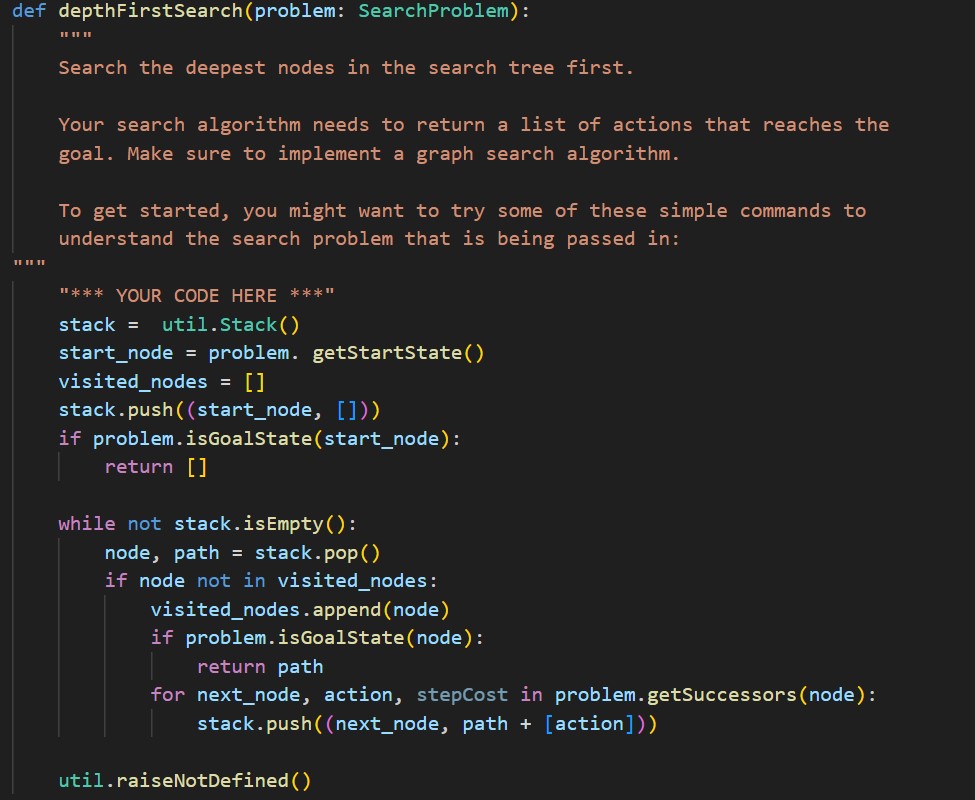 def depthFirstSearch(problem: SearchProblem):
    """
    Search the deepest nodes in the search tree first.

    Your search algorithm needs to return a list of actions that reaches the
    goal. Make sure to implement a graph search algorithm.

    To get started, you might want to try some of these simple commands to
    understand the search problem that is being passed in:
"""
    "*** YOUR CODE HERE ***"
    stack =  util.Stack()
    start_node = problem. getStartState()
    visited_nodes = []
    stack.push((start_node, []))
    if problem.isGoalState(start_node):
        return []

    while not stack.isEmpty():
        node, path = stack.pop()
        if node not in visited_nodes:
            visited_nodes.append(node)
            if problem.isGoalState(node):
                return path
            for next_node, action, stepCost in problem.getSuccessors(node):
                stack.push((next_node, path + [action]))

    util.raiseNotDefined()